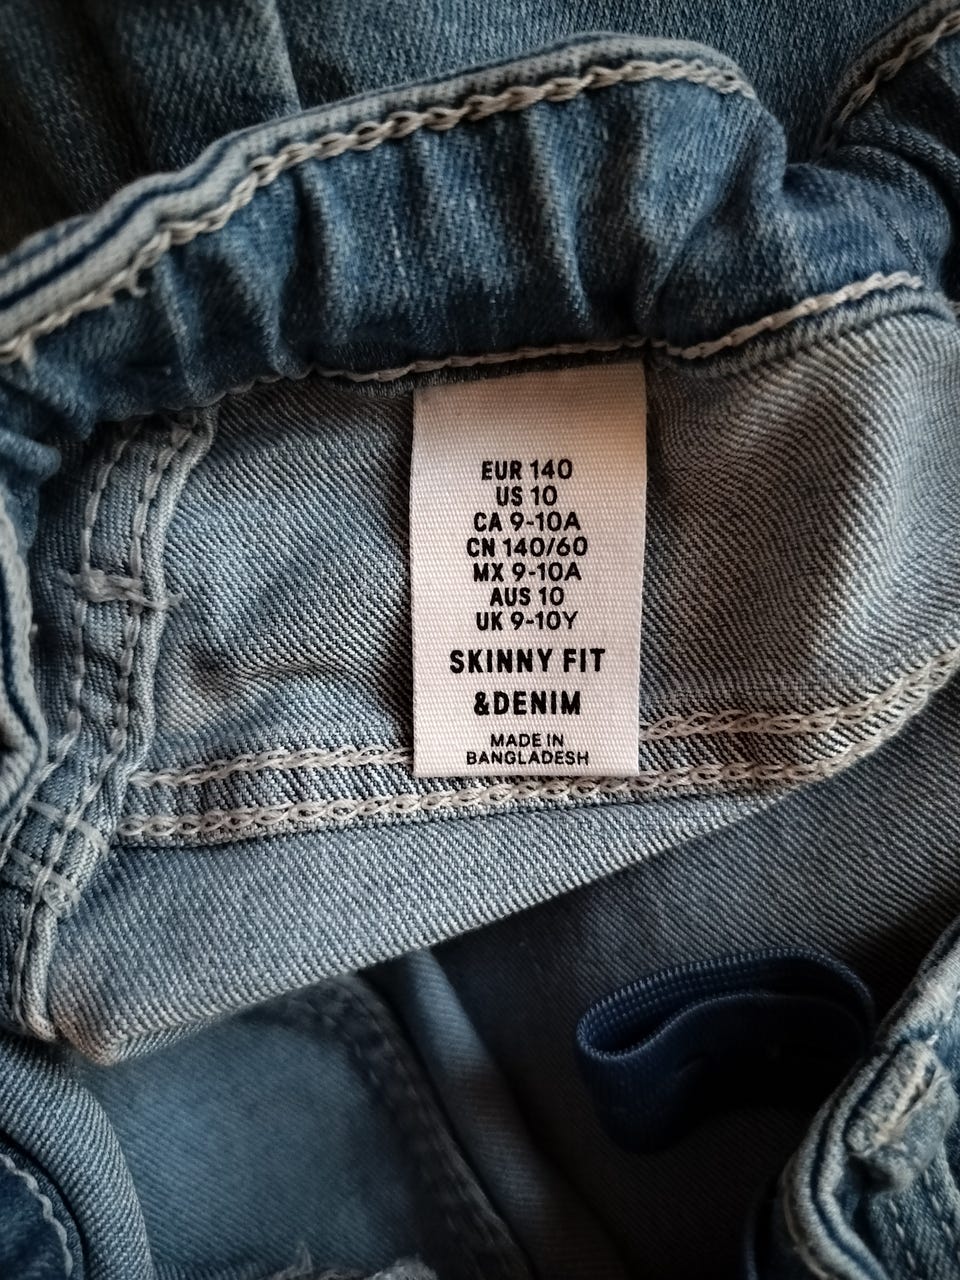 EUR 140
US 10
CA 9-10A
CN 140/60
MX 9-10A
AUS 10
UK 9-10Y
SKINNY FIT
&DENIM
MADE IN
BANGLADESH